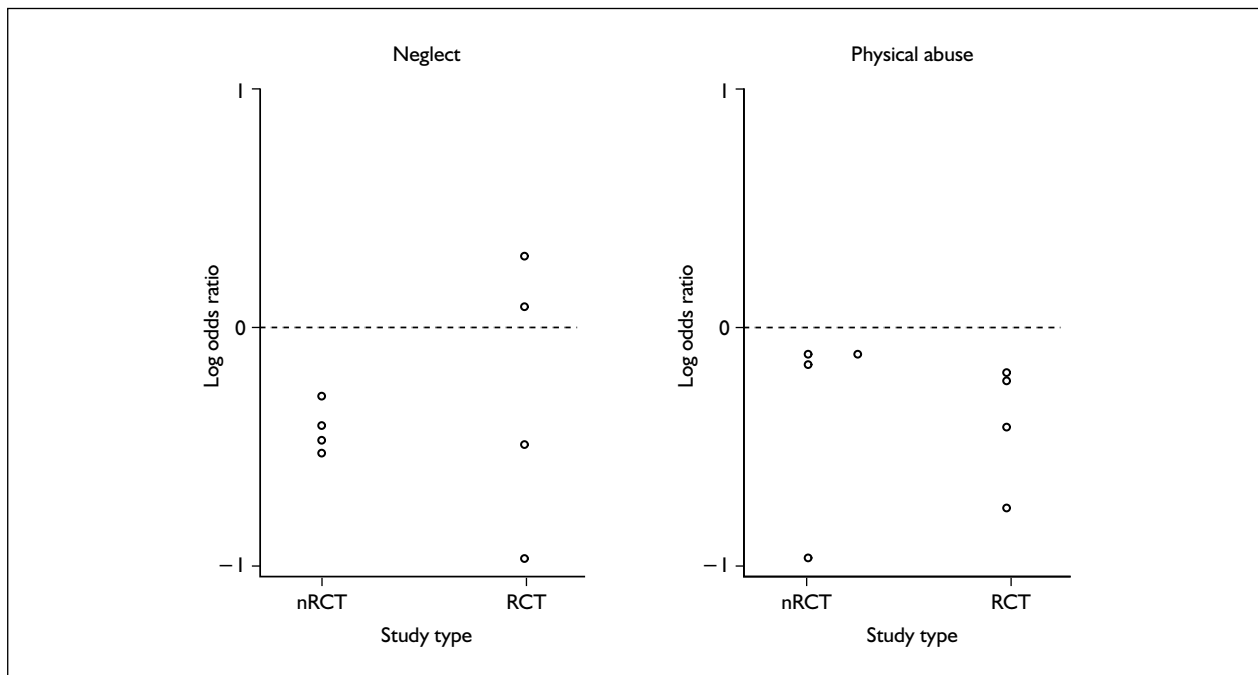 Neglect
1
0
−1
Log odds ratio
nRCT
RCT
Study type
Physical abuse
1
0
−1
Log odds ratio
nRCT
RCT
Study type